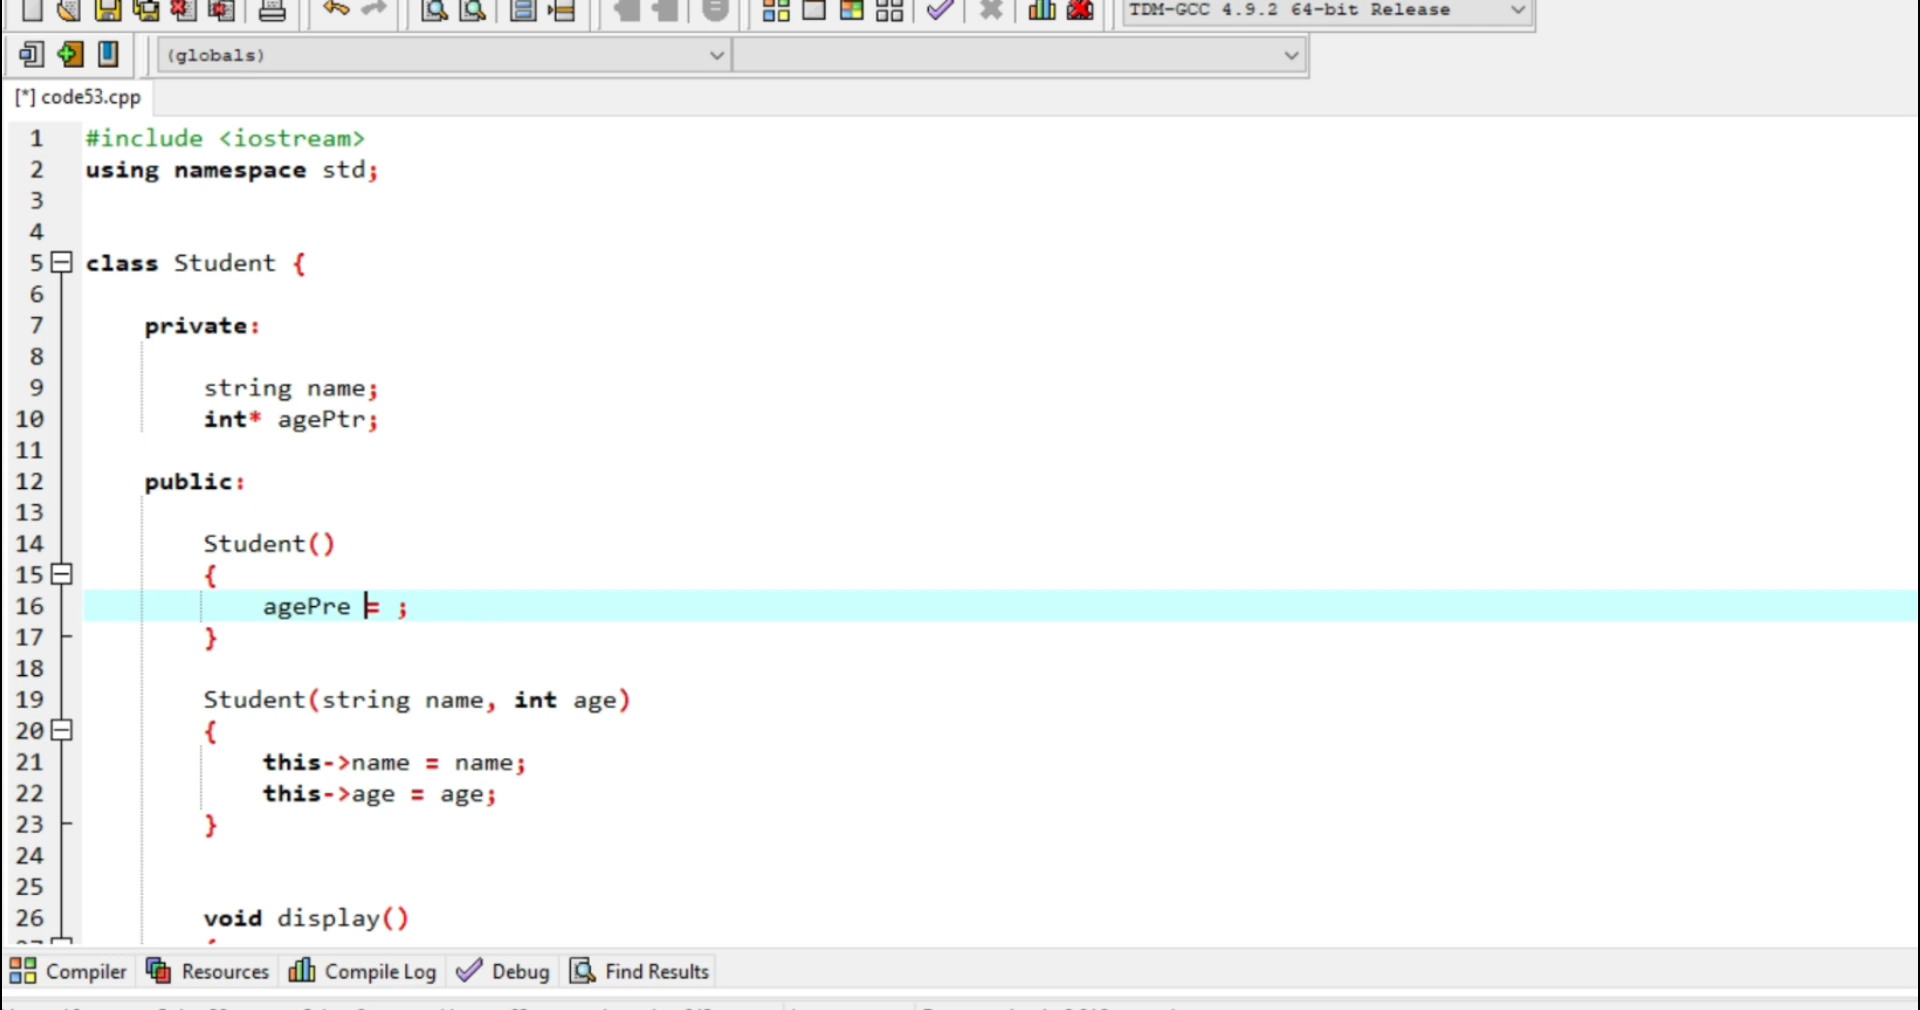 TDM-GCC 4.9.2 64-bit Release
(globals)
[*] code53.cpp
1 #include <iostream>
2 using namespace std;
3
4
5 class Student {
6
7 private:
8
9 string name;
10 int* agePtr;
11
12 public:
13
14 Student()
15 {
16 agePre = ;
17 }
18
19 Student(string name, int age)
20 {
21 this->name = name;
22 this->age = age;
23 }
24
25
26 void display()
Compiler Resources Compile Log Debug Find Results